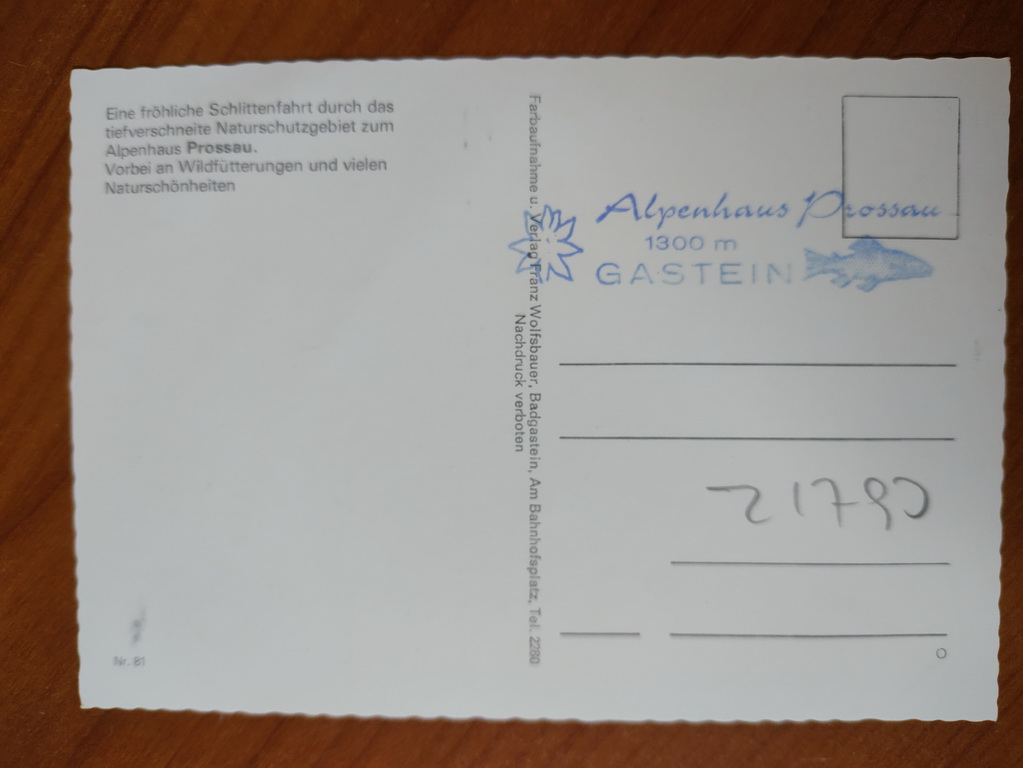 Eine fröhliche Schlittenfahrt durch das
tiefverschneite Naturschutzgebiet zum
Alpenhaus Prossau.
Vorbei an Wildfütterungen und vielen
Naturschönheiten
Nr. 81
Farbaufnahme u. Verlag Franz Wolfsbauer, Badgastein, Am Bahnhofsplatz, Tel. 2280
Nachdruck verboten
Alpenhaus Prossau
1300 m
GASTEIN